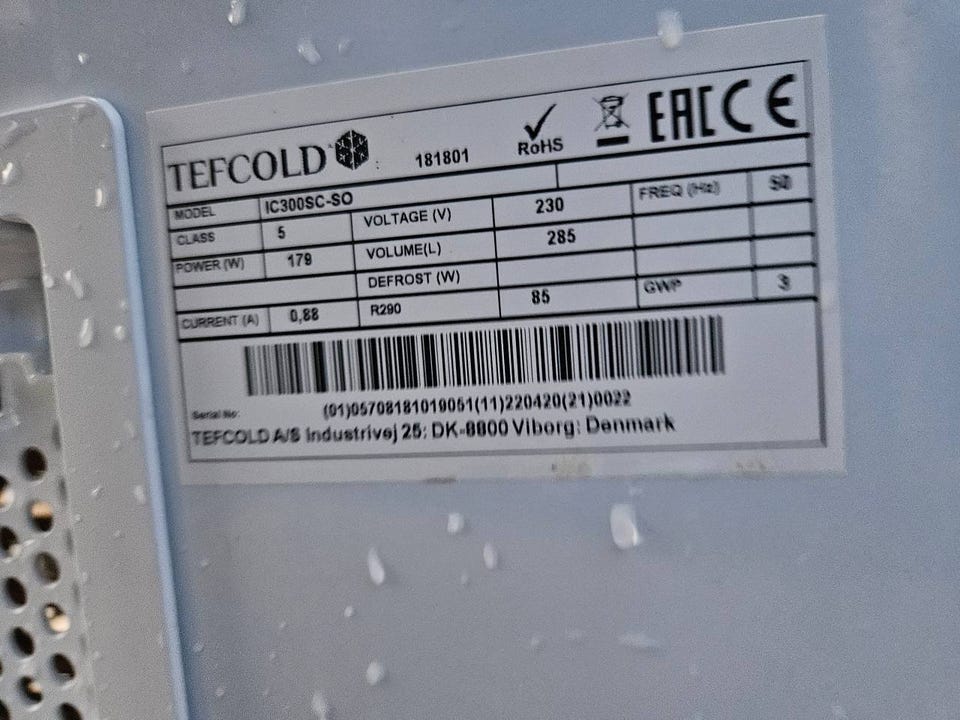 TEFCOLD 181801 RoHS EAC CE
MODEL IC300SC-SO
CLASS 5 VOLTAGE (V) 230 FREQ (Hz) 50
POWER (W) 179 VOLUME(L) 285
DEFROST (W)
CURRENT (A) 0,88 R290 85 GWP 3
Serial No: (01)05708181019051(11)220420(21)0022
TEFCOLD A/S Industrivej 25; DK-8800 Viborg; Denmark